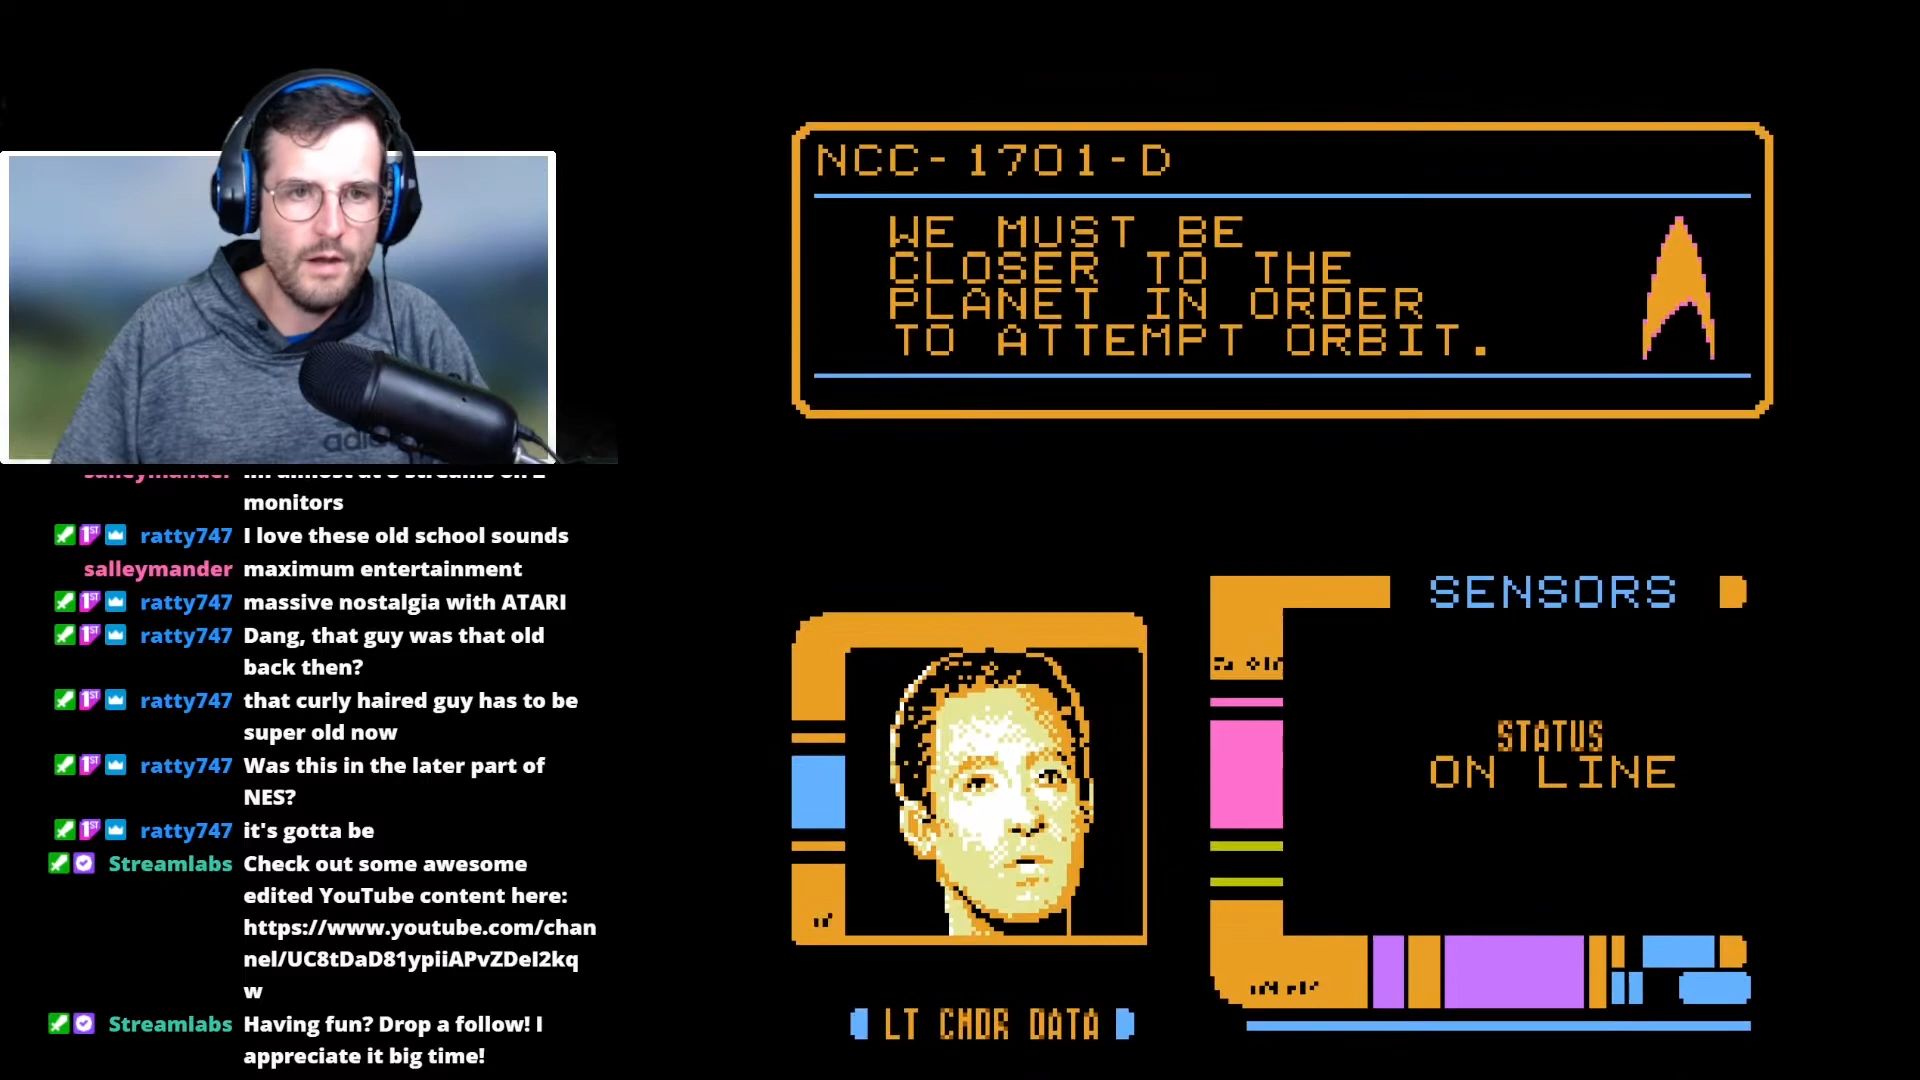 NCC-1701-D
WE MUST BE
CLOSER TO THE
PLANET IN ORDER
TO ATTEMPT ORBIT.
SENSORS
STATUS
ON LINE
LT CMDR DATA
monitors
ratty747 I love these old school sounds
salleymander maximum entertainment
ratty747 massive nostalgia with ATARI
ratty747 Dang, that guy was that old
back then?
ratty747 that curly haired guy has to be
super old now
ratty747 Was this in the later part of
NES?
ratty747 it's gotta be
Streamlabs Check out some awesome
edited YouTube content here:
https://www.youtube.com/chan
nel/UC8tDaD81ypiiAPvZDeI2kq
w
Streamlabs Having fun? Drop a follow! I
appreciate it big time!